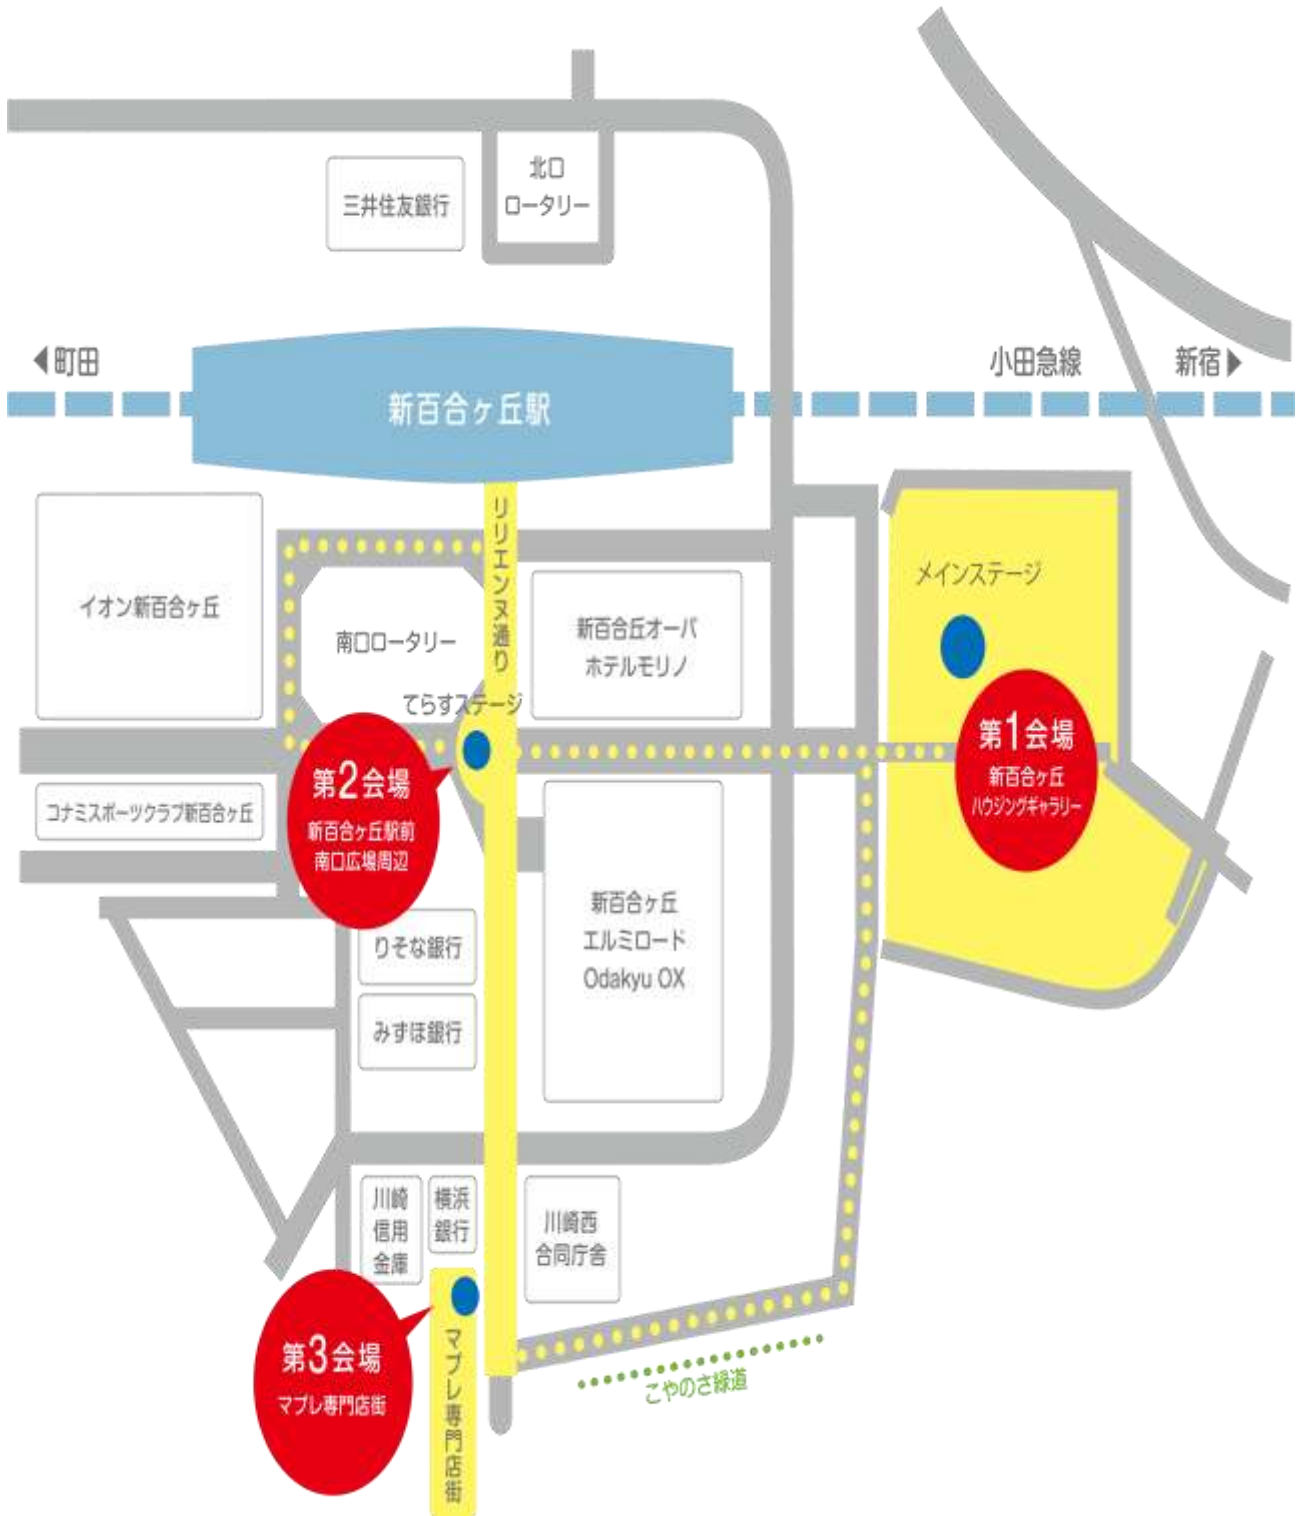 北口
ロータリー
三井住友銀行
◀町田
小田急線
新宿▶
新百合ヶ丘駅
リリエンヌ通り
イオン新百合ヶ丘
メインステージ
南口ロータリー
新百合丘オーパ
ホテルモリノ
てらすステージ
第1会場
新百合ヶ丘
ハウジングギャラリー
第2会場
新百合ヶ丘駅前
南口広場周辺
コナミスポーツクラブ新百合ヶ丘
新百合ヶ丘
エルミロード
Odakyu OX
りそな銀行
みずほ銀行
川崎
信用
金庫
横浜
銀行
川崎西
合同庁舎
第3会場
マプレ専門店街
マプレ専門店街
こやのさ緑道